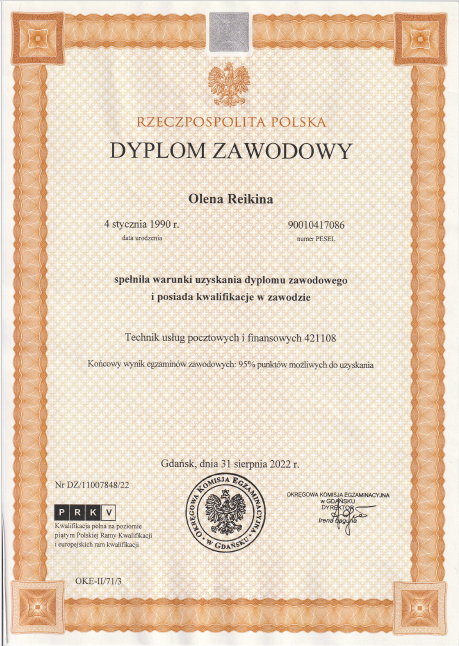 RZECZPOSPOLITA POLSKA
DYPLOM ZAWODOWY
Olena Reikina
4 stycznia 1990 r. 90010417086
data urodzenia numer PESEL
spełniła warunki uzyskania dyplomu zawodowego
i posiada kwalifikacje w zawodzie
Technik usług pocztowych i finansowych 421108
Końcowy wynik egzaminów zawodowych: 95% punktów możliwych do uzyskania
Gdańsk, dnia 31 sierpnia 2022 r.
Nr DZ/11007848/22
P R K V
Kwalifikacja pełna na poziomie
piątym Polskiej Ramy Kwalifikacji
i europejskich ram kwalifikacji
OKRĘGOWA KOMISJA EGZAMINACYJNA
W GDAŃSKU
OKRĘGOWA KOMISJA EGZAMINACYJNA
w GDAŃSKU
DYREKTOR
Irena Łaguna
OKE-II/71/3